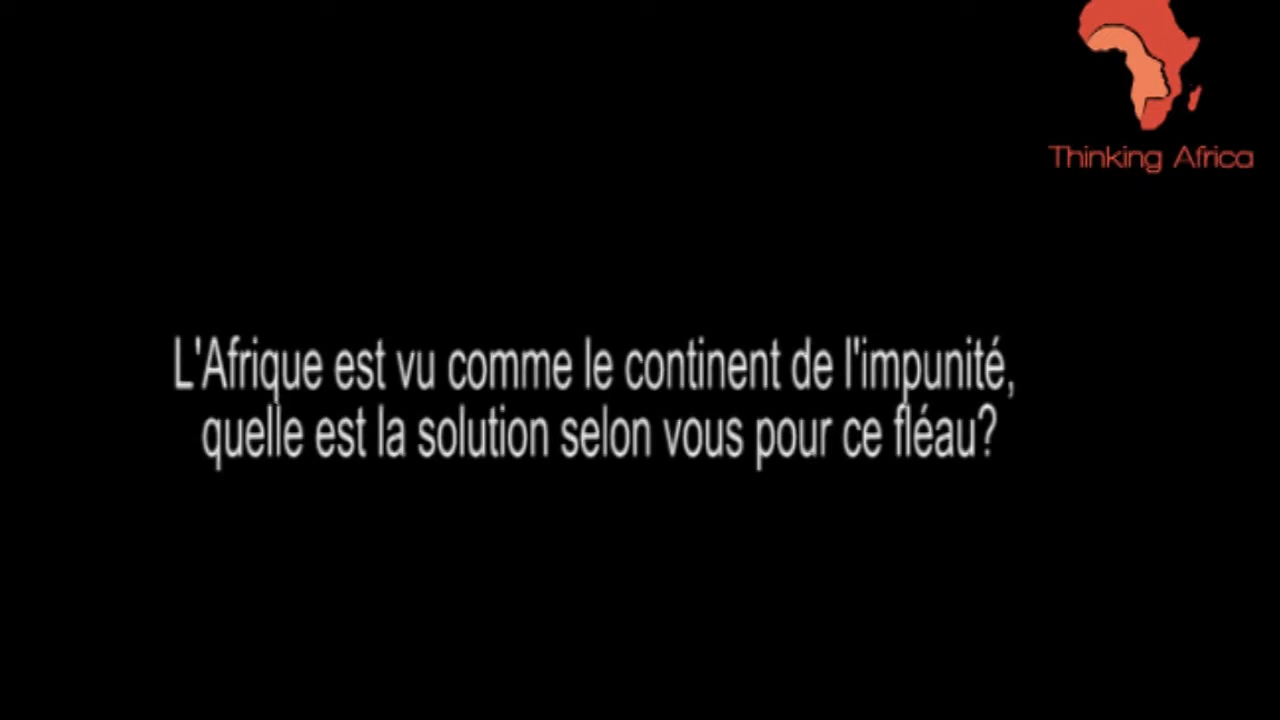 Thinking Africa
L'Afrique est vu comme le continent de l'impunité,
quelle est la solution selon vous pour ce fléau?